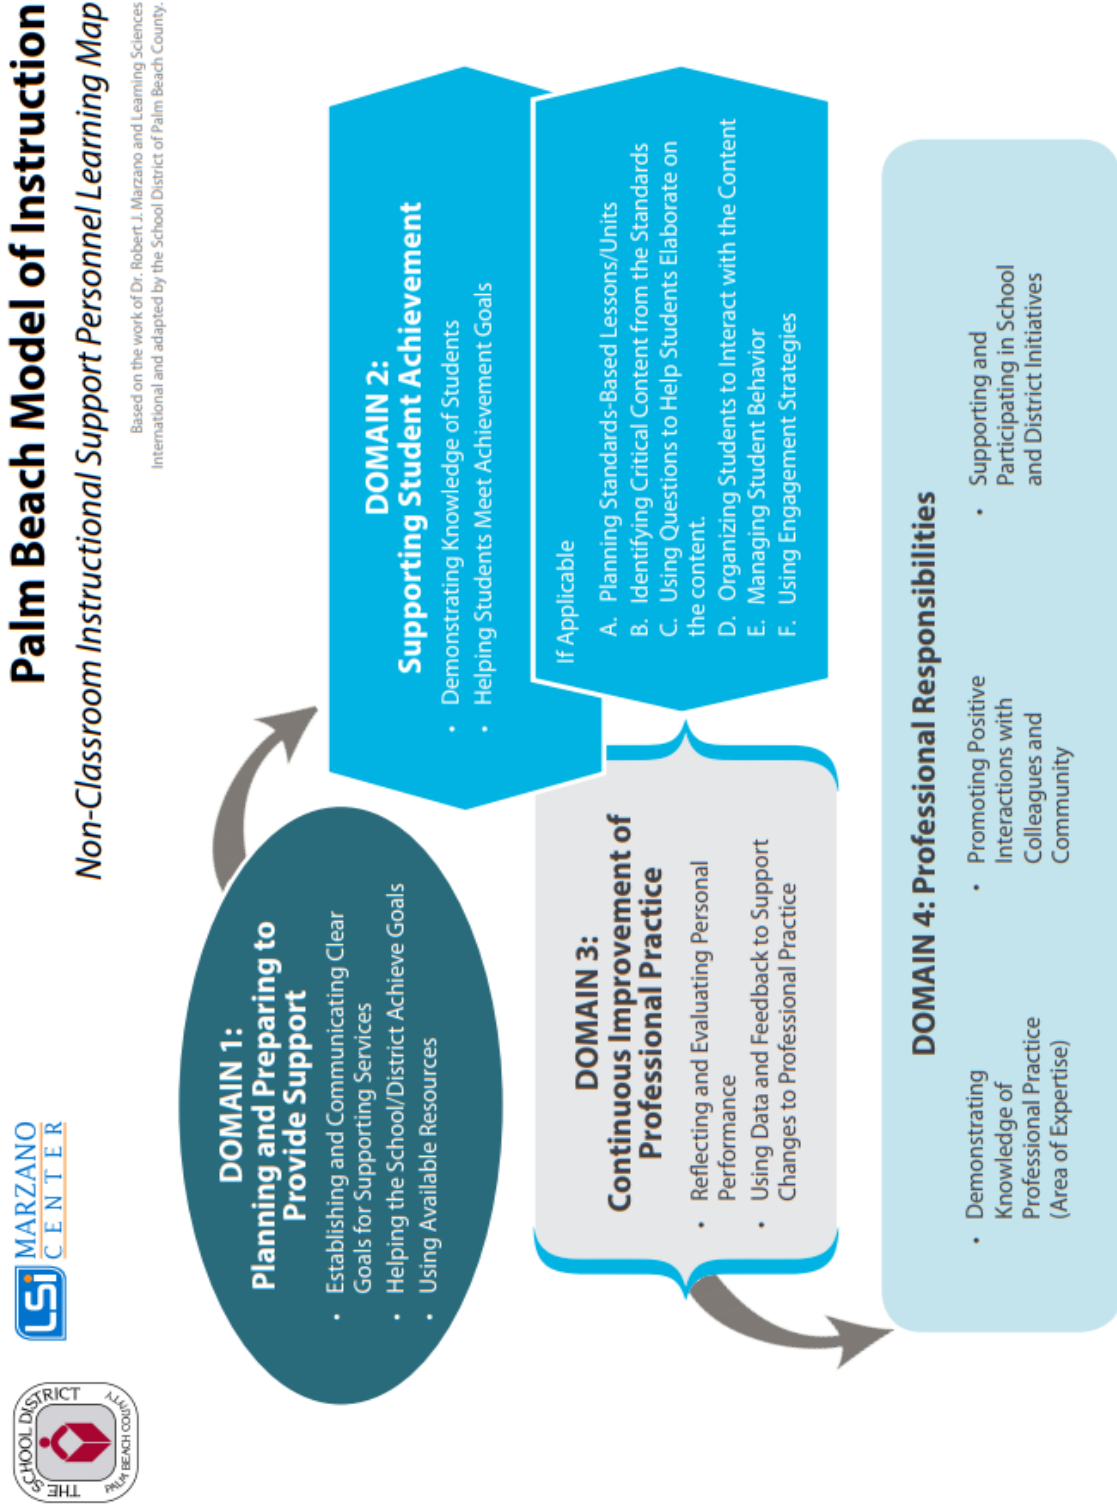 THE SCHOOL DISTRICT
PALM BEACH COUNTY
LSi MARZANO
CENTER
Palm Beach Model of Instruction
Non-Classroom Instructional Support Personnel Learning Map
Based on the work of Dr. Robert J. Marzano and Learning Sciences
International and adapted by the School District of Palm Beach County.
DOMAIN 1:
Planning and Preparing to
Provide Support
• Establishing and Communicating Clear
Goals for Supporting Services
• Helping the School/District Achieve Goals
• Using Available Resources
DOMAIN 2:
Supporting Student Achievement
• Demonstrating Knowledge of Students
• Helping Students Meet Achievement Goals
If Applicable
A. Planning Standards-Based Lessons/Units
B. Identifying Critical Content from the Standards
C. Using Questions to Help Students Elaborate on
the content.
D. Organizing Students to Interact with the Content
E. Managing Student Behavior
F. Using Engagement Strategies
DOMAIN 3:
Continuous Improvement of
Professional Practice
• Reflecting and Evaluating Personal
Performance
• Using Data and Feedback to Support
Changes to Professional Practice
DOMAIN 4: Professional Responsibilities
• Demonstrating
Knowledge of
Professional Practice
(Area of Expertise)
• Promoting Positive
Interactions with
Colleagues and
Community
• Supporting and
Participating in School
and District Initiatives